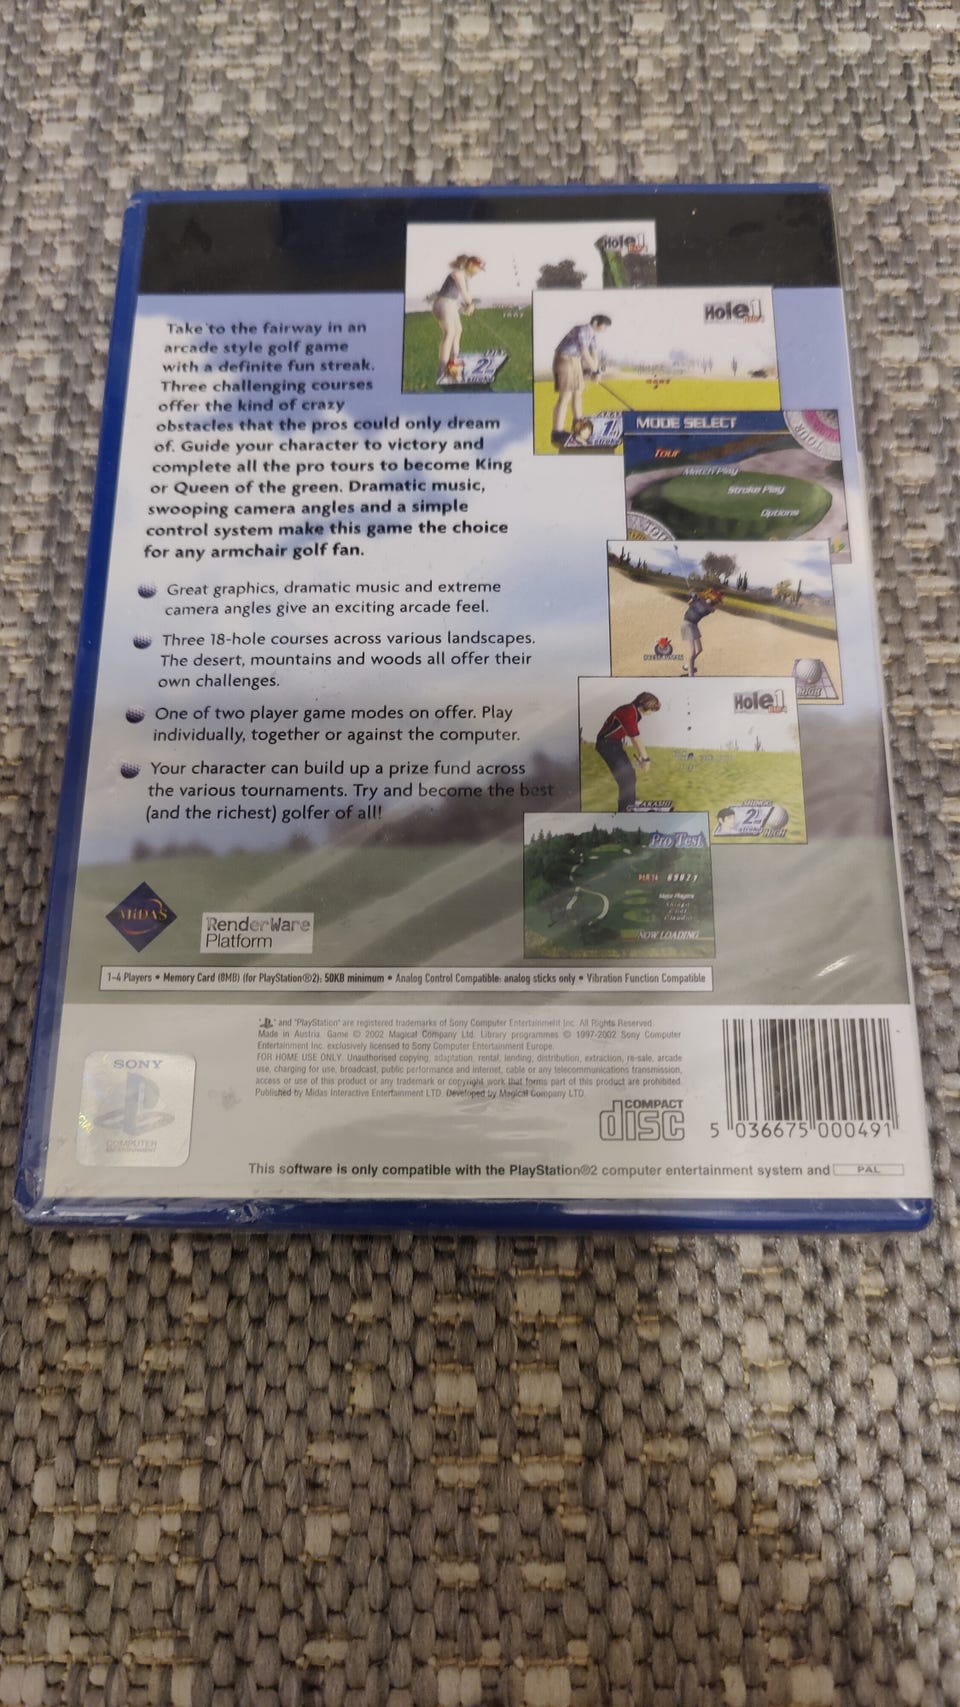 Take to the fairway in an
arcade style golf game
with a definite fun streak.
Three challenging courses
offer the kind of crazy
obstacles that the pros could only dream
of. Guide your character to victory and
complete all the pro tours to become King
or Queen of the green. Dramatic music,
swooping camera angles and a simple
control system make this game the choice
for any armchair golf fan.
Great graphics, dramatic music and extreme
camera angles give an exciting arcade feel.
Three 18-hole courses across various landscapes.
The desert, mountains and woods all offer their
own challenges.
One of two player game modes on offer. Play
individually, together or against the computer.
Your character can build up a prize fund across
the various tournaments. Try and become the best
(and the richest) golfer of all!
Hole 1
2nd
Hole 1
1st
MODE SELECT
Tour
Match Play
Stroke Play
Options
Hole 1
2nd
Pro Test
NOW LOADING
MIDAS
RenderWare
Platform
1-4 Players • Memory Card (8MB) (for PlayStation®2): 50KB minimum • Analog Control Compatible: analog sticks only • Vibration Function Compatible
" " and "PlayStation" are registered trademarks of Sony Computer Entertainment Inc. All Rights Reserved.
Made in Austria. Game © 2002 Magical Company Ltd. Library programmes © 1997-2002 Sony Computer
Entertainment Inc. exclusively licensed to Sony Computer Entertainment Europe.
FOR HOME USE ONLY. Unauthorised copying, adaptation, rental, lending, distribution, extraction, re-sale, arcade
use, charging for use, broadcast, public performance and internet, cable or any telecommunications transmission,
access or use of this product or any trademark or copyright work that forms part of this product are prohibited.
Published by Midas Interactive Entertainment LTD. Developed by Magical Company LTD.
SONY
COMPUTER
Entertainment
COMPACT
disc
5 036675 000491
This software is only compatible with the PlayStation®2 computer entertainment system and PAL